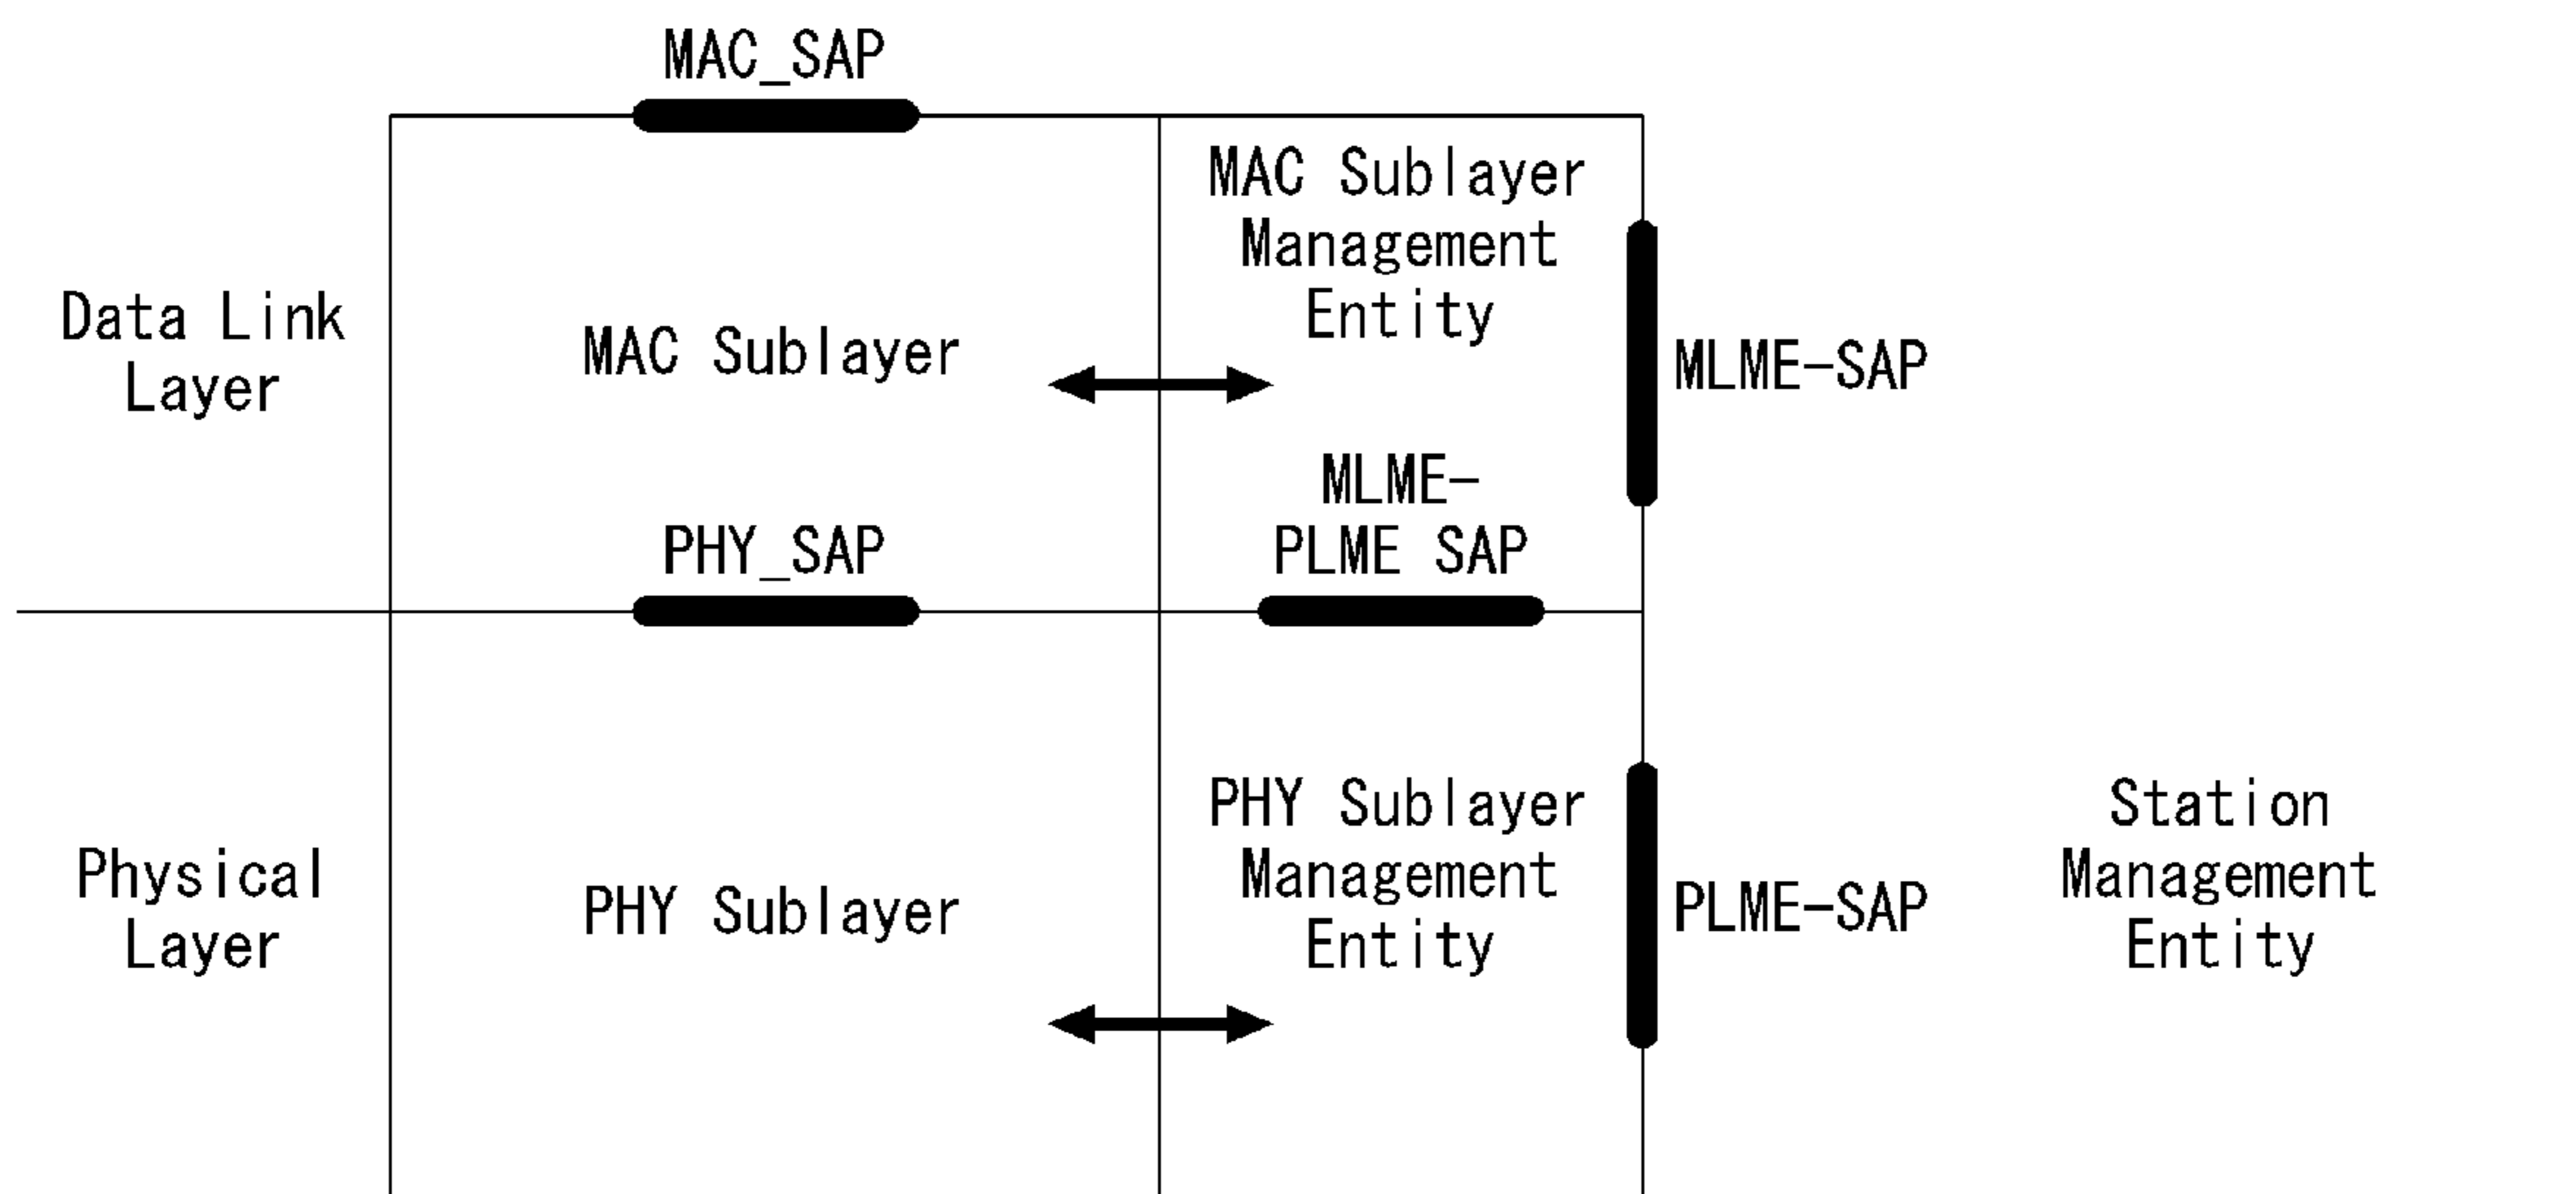 MAC_SAP
Data Link
Layer
MAC Sublayer
MAC Sublayer
Management
Entity
MLME-SAP
PHY_SAP
MLME-
PLME SAP
Physical
Layer
PHY Sublayer
PHY Sublayer
Management
Entity
PLME-SAP
Station
Management
Entity